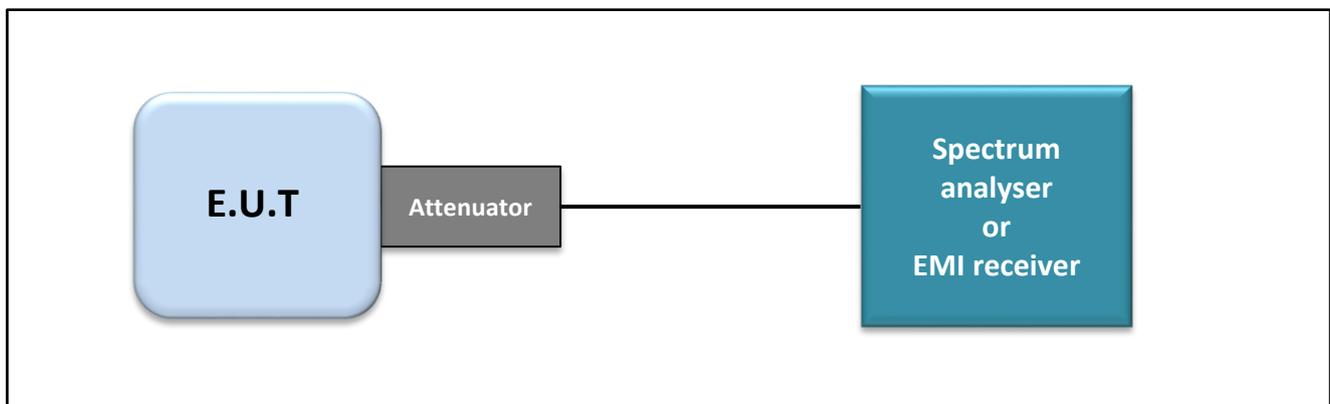 E.U.T
Attenuator
Spectrum
analyser
or
EMI receiver